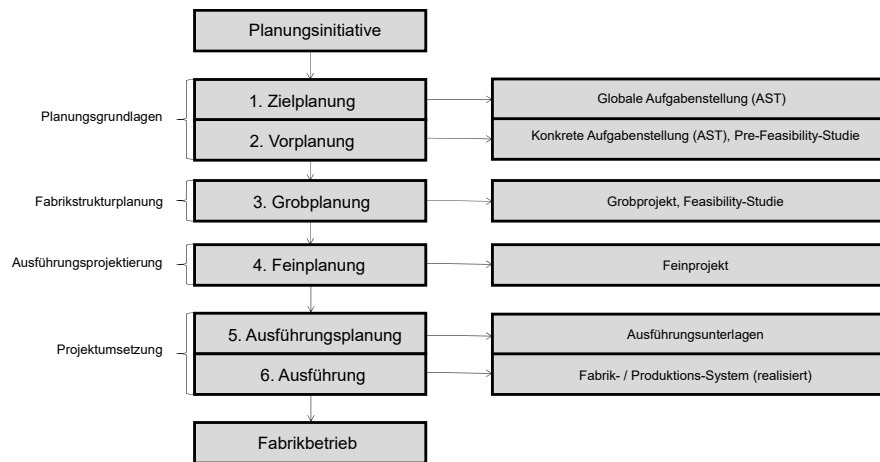 Planungsinitiative
Planungsgrundlagen
1. Zielplanung
Globale Aufgabenstellung (AST)
2. Vorplanung
Konkrete Aufgabenstellung (AST), Pre-Feasibility-Studie
Fabrikstrukturplanung
3. Grobplanung
Grobprojekt, Feasibility-Studie
Ausführungsprojektierung
4. Feinplanung
Feinprojekt
Projektumsetzung
5. Ausführungsplanung
Ausführungsunterlagen
6. Ausführung
Fabrik- / Produktions-System (realisiert)
Fabrikbetrieb